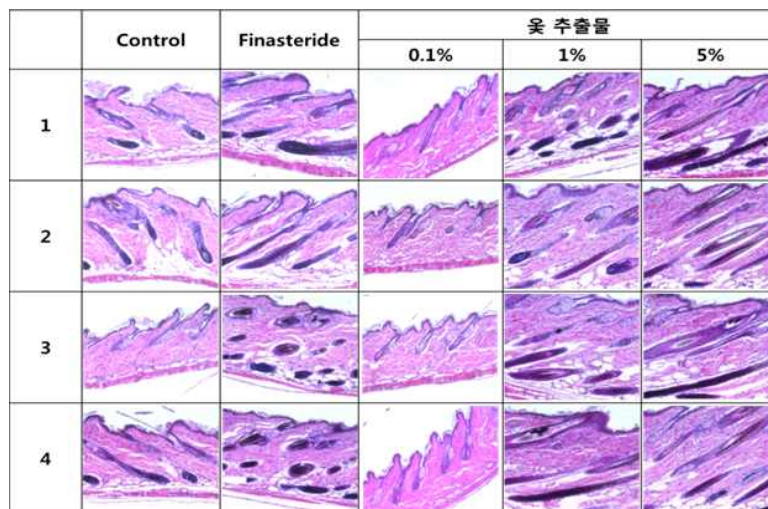 Control Finasteride 옻 추출물
0.1% 1% 5%
1
2
3
4